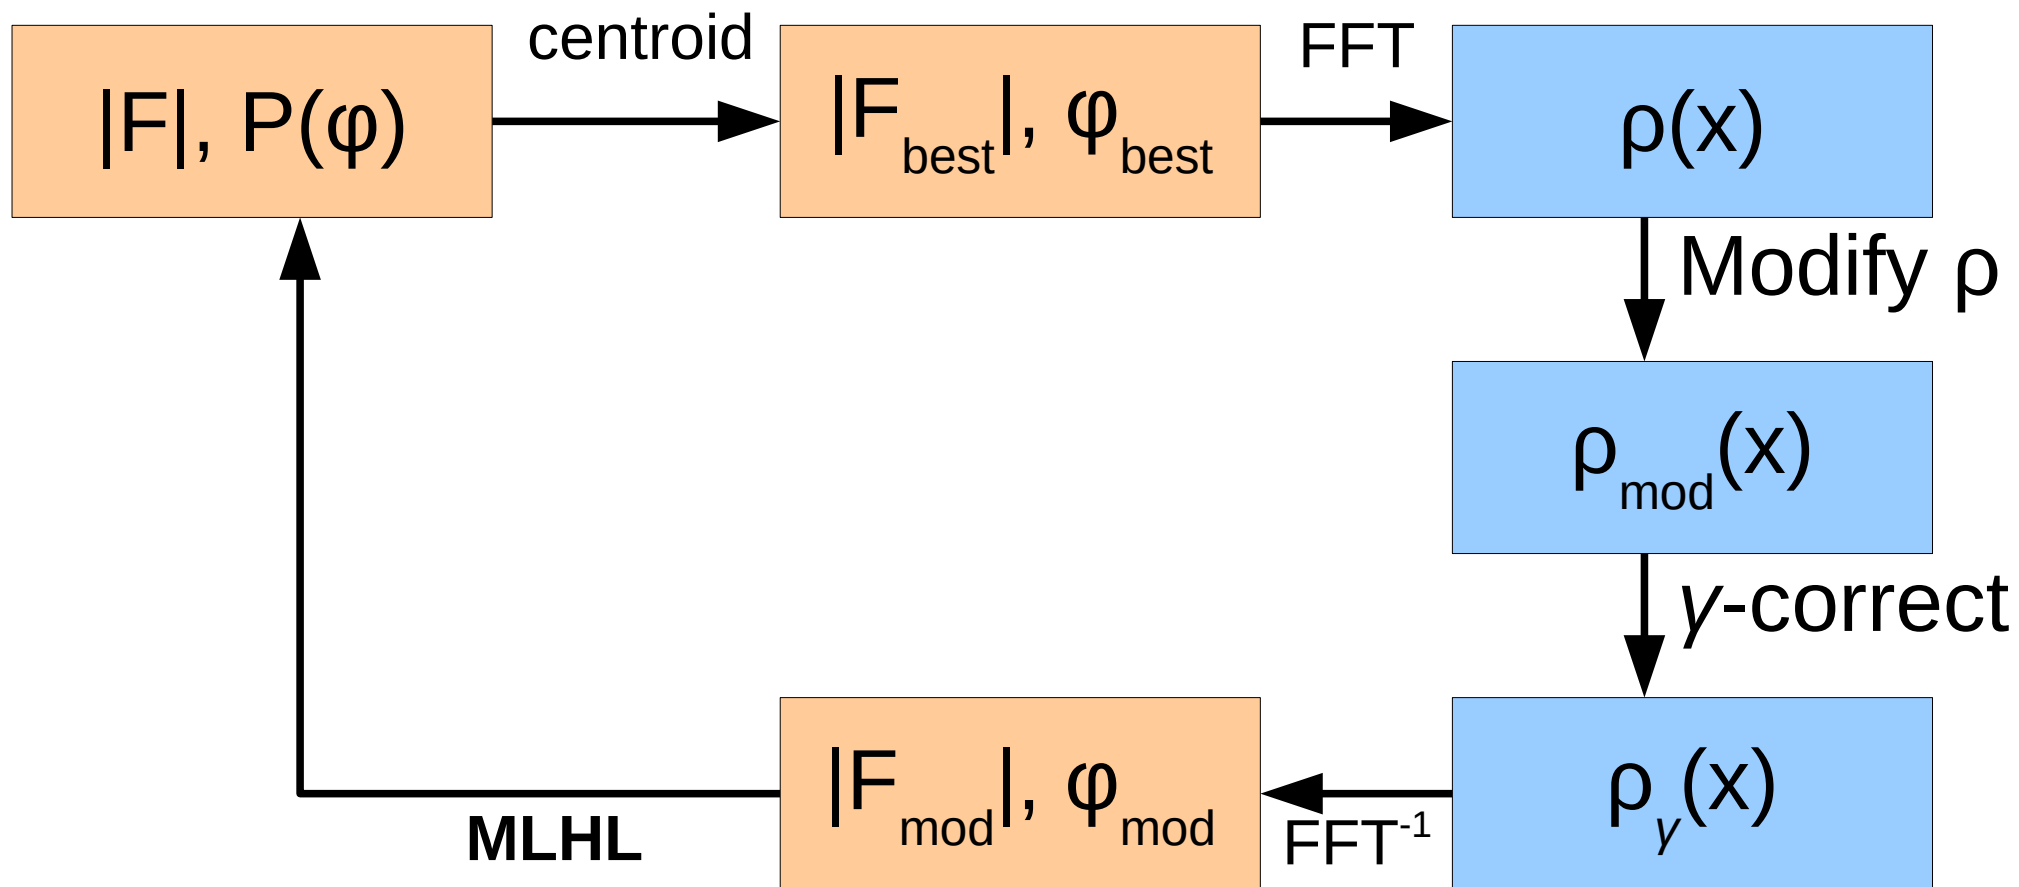 centroid
FFT
|F|, P(φ)
|F_best|, φ_best
ρ(x)
Modify ρ
ρ_mod(x)
γ-correct
|F_mod|, φ_mod
ρ_γ(x)
MLHL
FFT⁻¹